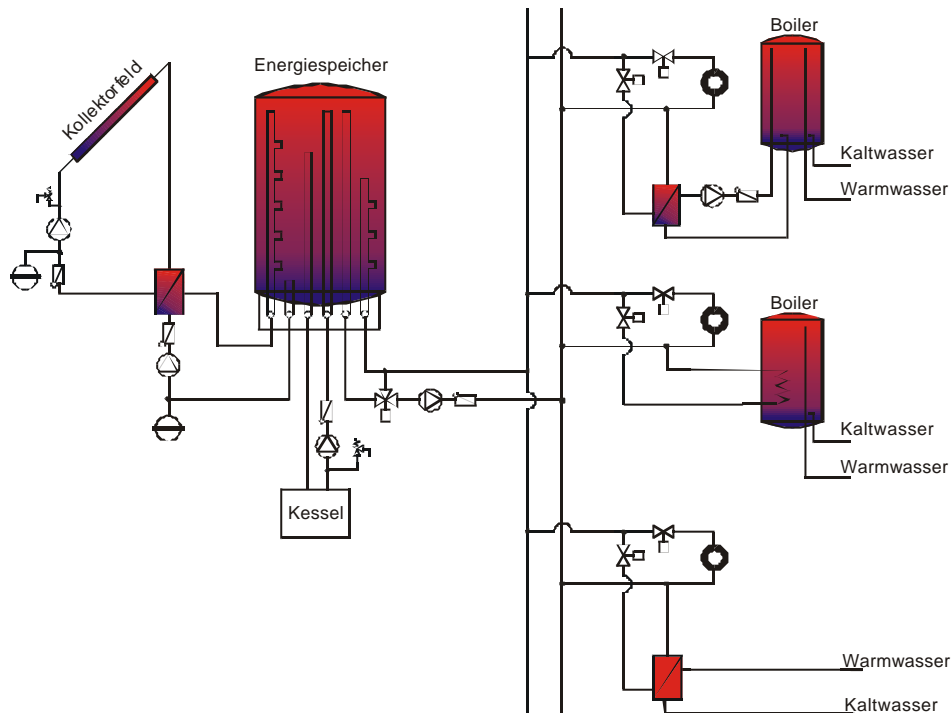 Boiler
Energiespeicher
Kollektorfeld
Kaltwasser
Warmwasser
Boiler
Kaltwasser
Warmwasser
Kessel
Warmwasser
Kaltwasser